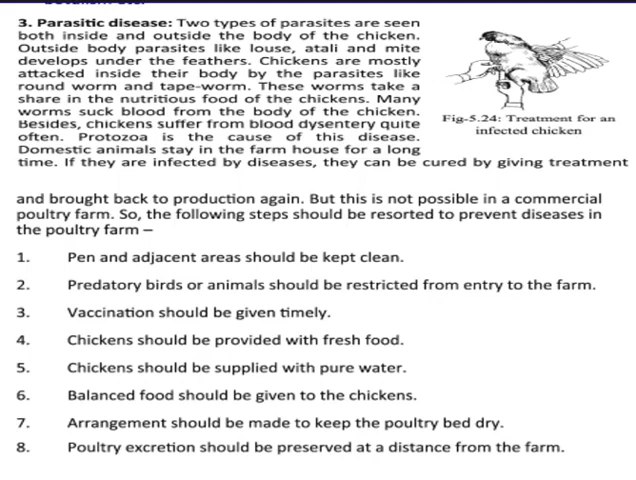 3. Parasitic disease: Two types of parasites are seen
both inside and outside the body of the chicken.
Outside body parasites like louse, atali and mite
develops under the feathers. Chickens are mostly
attacked inside their body by the parasites like
round worm and tape-worm. These worms take a
share in the nutritious food of the chickens. Many
worms suck blood from the body of the chicken.
Besides, chickens suffer from blood dysentery quite
often. Protozoa is the cause of this disease.
Domestic animals stay in the farm house for a long
time. If they are infected by diseases, they can be cured by giving treatment
Fig-5.24: Treatment for an
infected chicken
and brought back to production again. But this is not possible in a commercial
poultry farm. So, the following steps should be resorted to prevent diseases in
the poultry farm –
1. Pen and adjacent areas should be kept clean.
2. Predatory birds or animals should be restricted from entry to the farm.
3. Vaccination should be given timely.
4. Chickens should be provided with fresh food.
5. Chickens should be supplied with pure water.
6. Balanced food should be given to the chickens.
7. Arrangement should be made to keep the poultry bed dry.
8. Poultry excretion should be preserved at a distance from the farm.